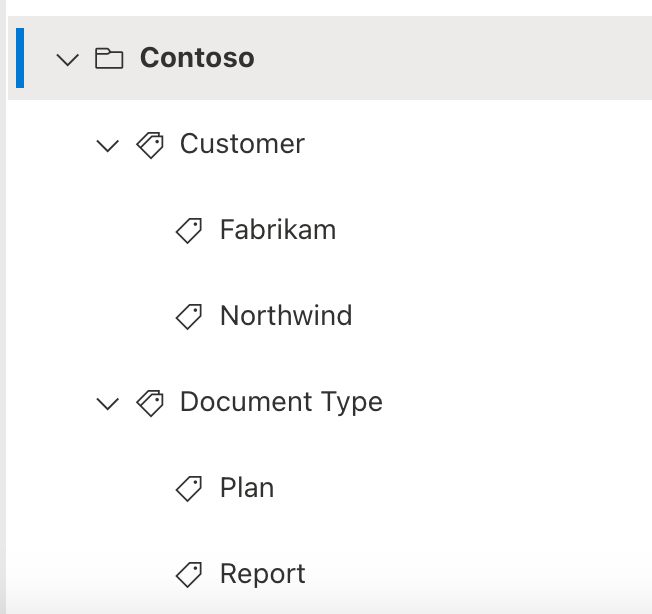 Contoso
Customer
Fabrikam
Northwind
Document Type
Plan
Report